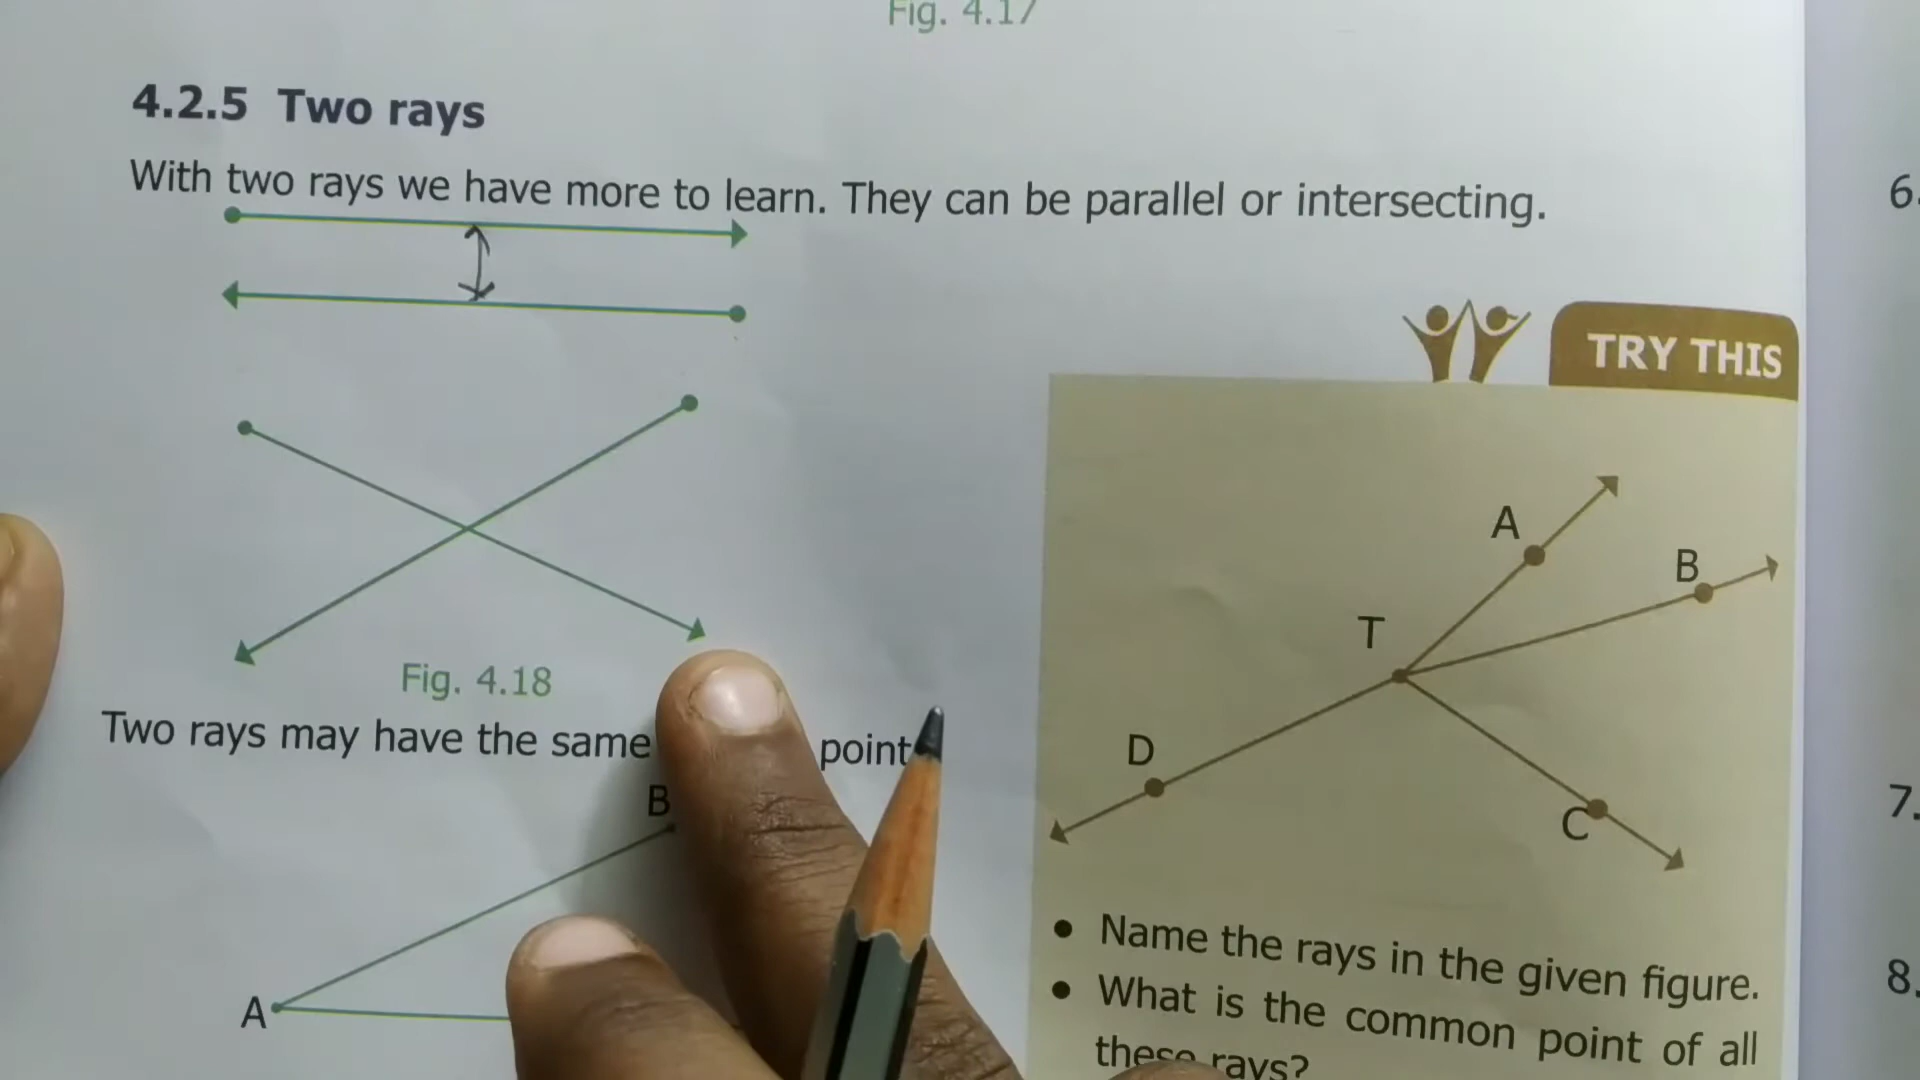 Fig. 4.17
4.2.5 Two rays
With two rays we have more to learn. They can be parallel or intersecting.
Fig. 4.18
Two rays may have the same point
B
A
TRY THIS
A
B
T
D
C
• Name the rays in the given figure.
• What is the common point of all
these rays?
6.
7.
8.